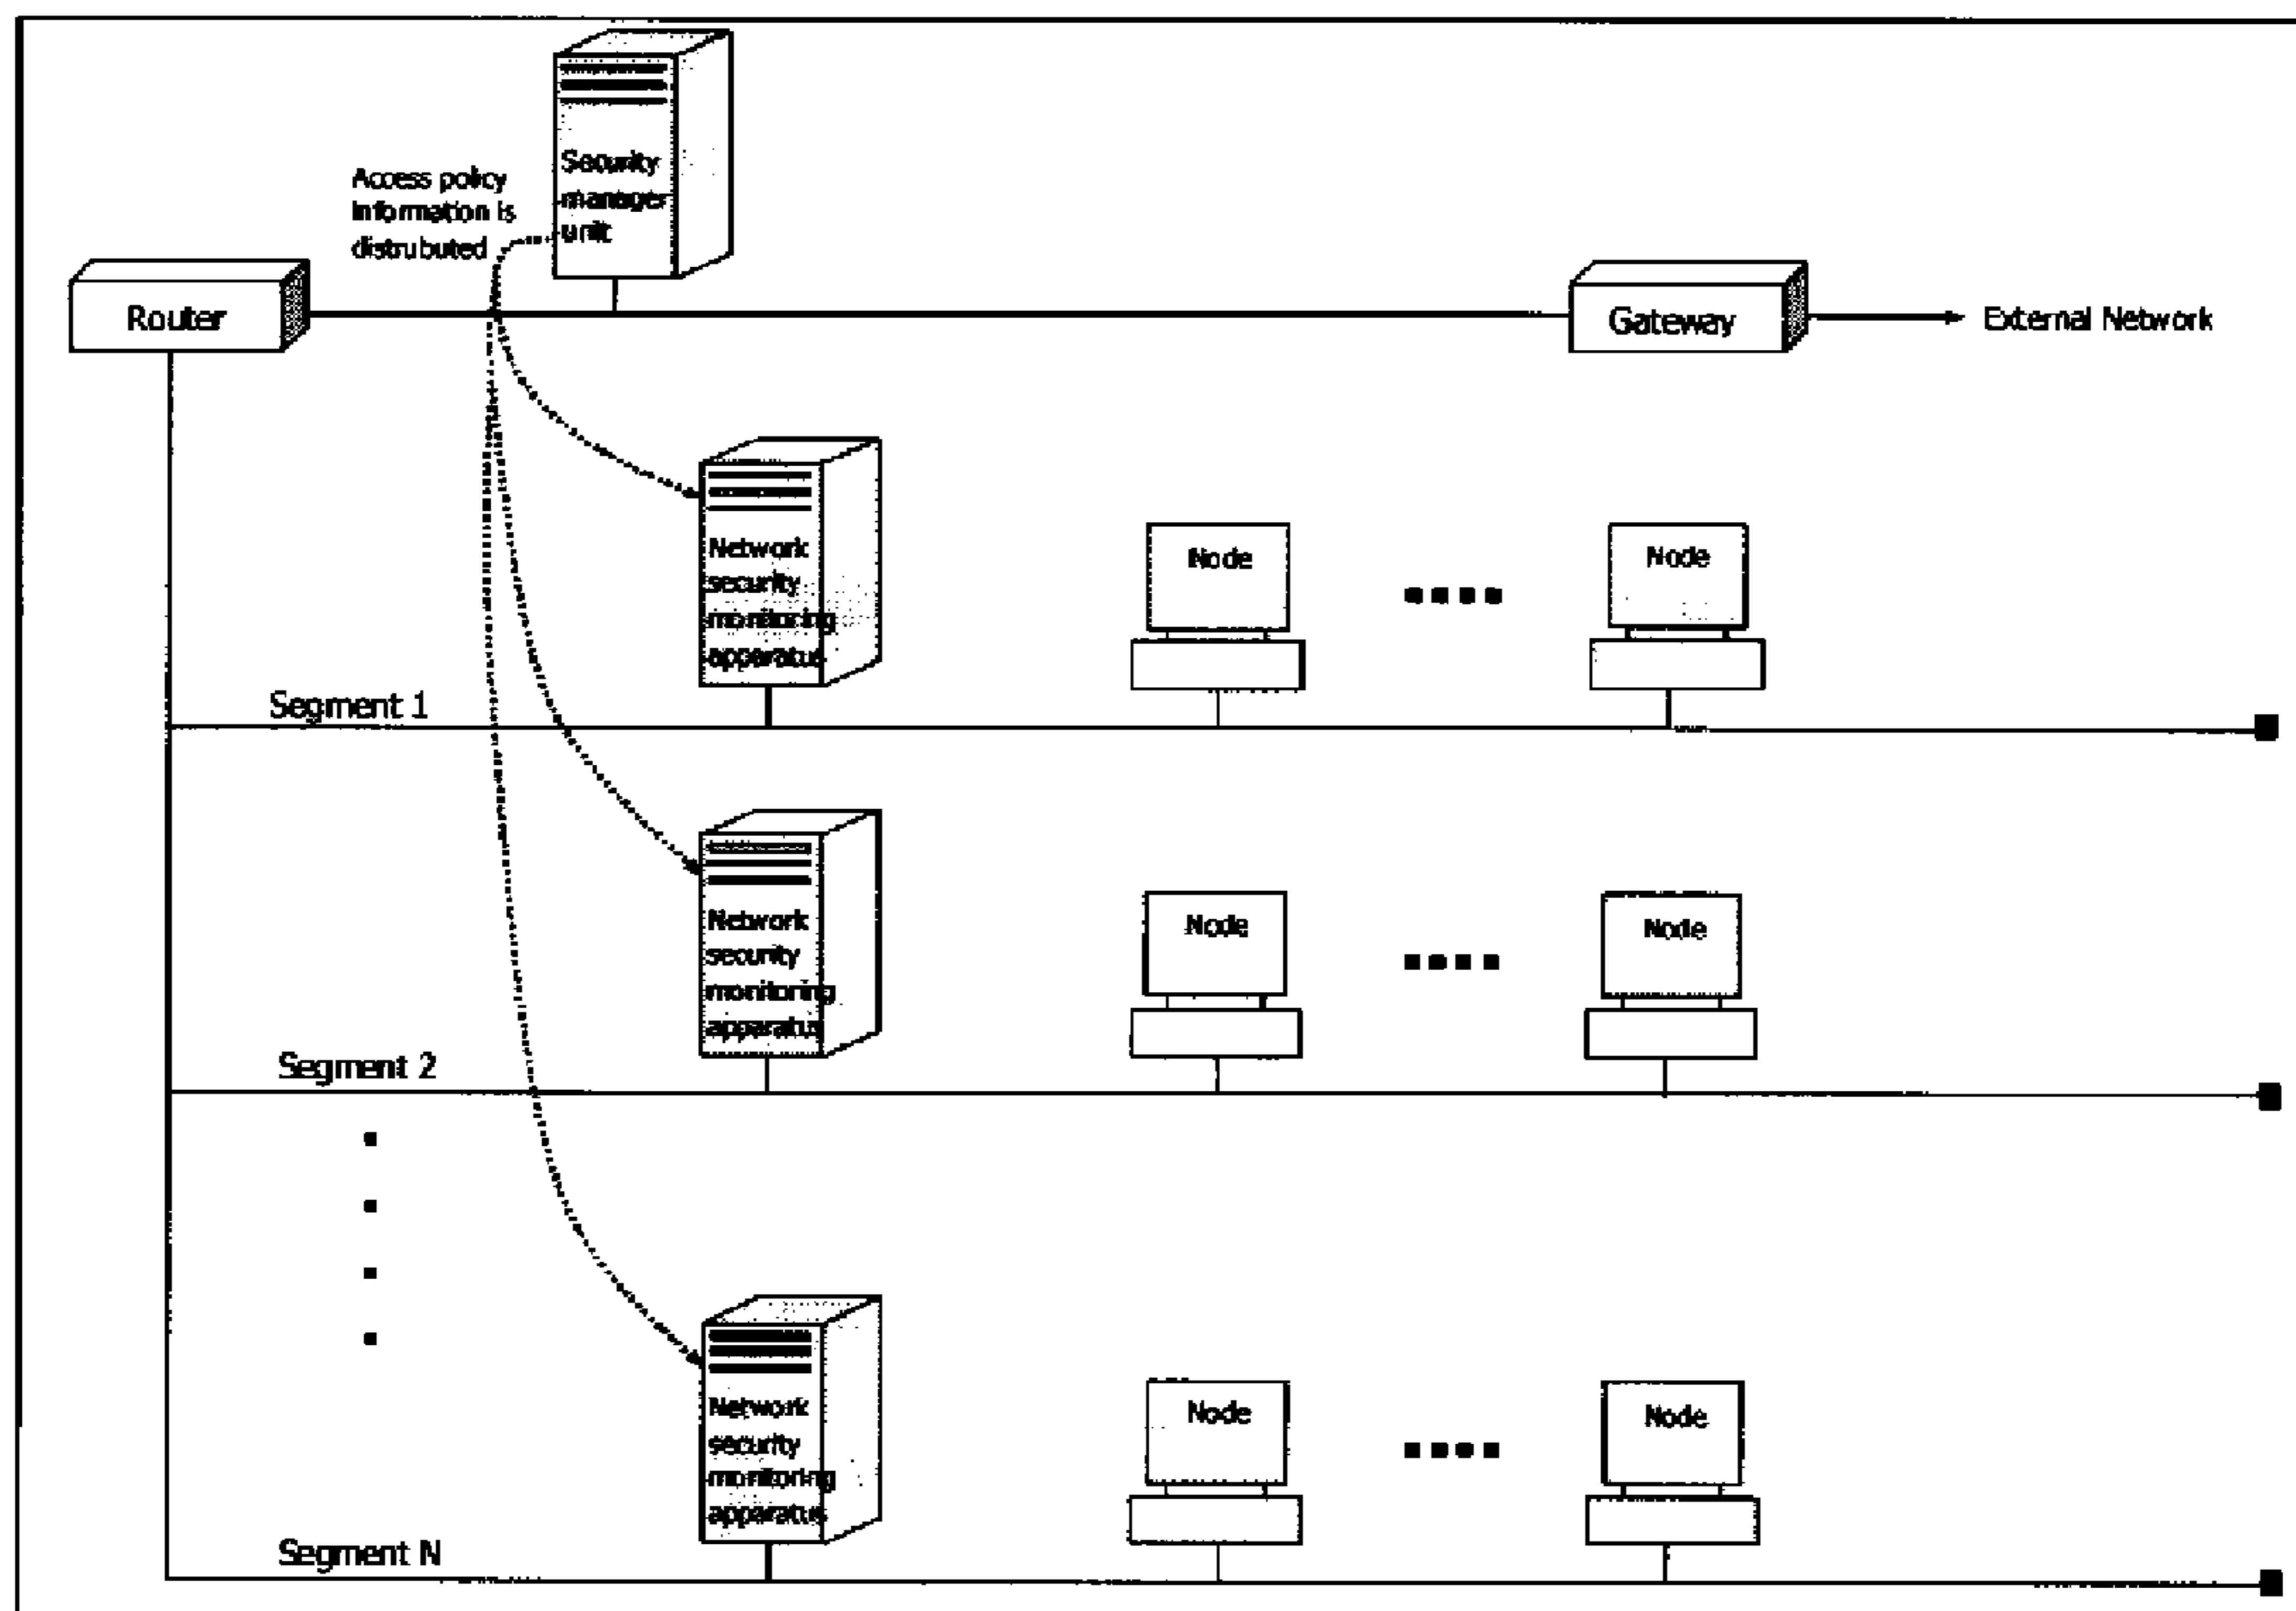 Security
manager
unit
Access policy
Information is
distrubuted
Router
Gateway
External Network
Network
security
monitoring
apparatus
Node
Node
Segment 1
Network
security
monitoring
apparatus
Node
Node
Segment 2
Network
security
monitoring
apparatus
Node
Node
Segment N